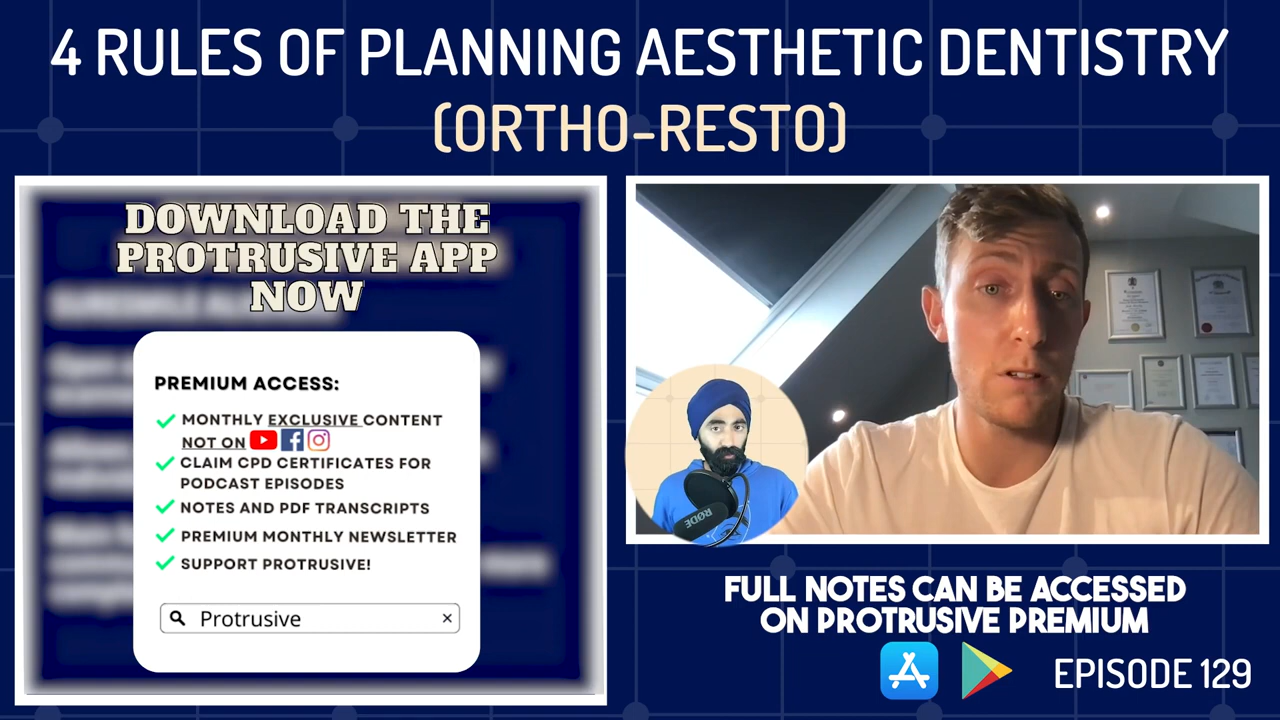 4 RULES OF PLANNING AESTHETIC DENTISTRY
(ORTHO-RESTO)
DOWNLOAD THE
PROTRUSIVE APP
NOW
PREMIUM ACCESS:
MONTHLY EXCLUSIVE CONTENT
NOT ON
CLAIM CPD CERTIFICATES FOR
PODCAST EPISODES
NOTES AND PDF TRANSCRIPTS
PREMIUM MONTHLY NEWSLETTER
SUPPORT PROTRUSIVE!
Protrusive
RØDE
FULL NOTES CAN BE ACCESSED
ON PROTRUSIVE PREMIUM
EPISODE 129